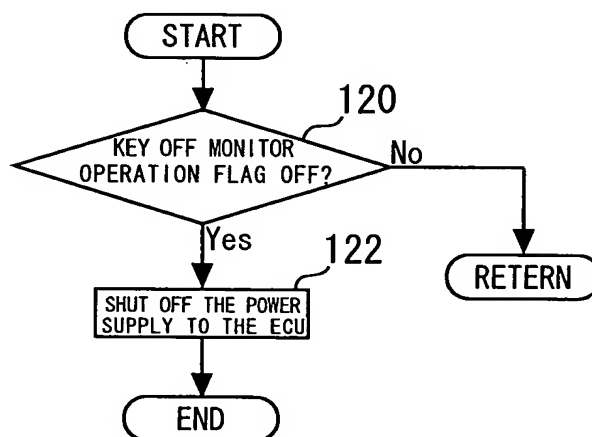 START
120
KEY OFF MONITOR
OPERATION FLAG OFF?
No
Yes
122
SHUT OFF THE POWER
SUPPLY TO THE ECU
RETERN
END